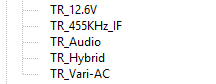 TR_12.6V
TR_455KHz_IF
TR_Audio
TR_Hybrid
TR_Vari-AC